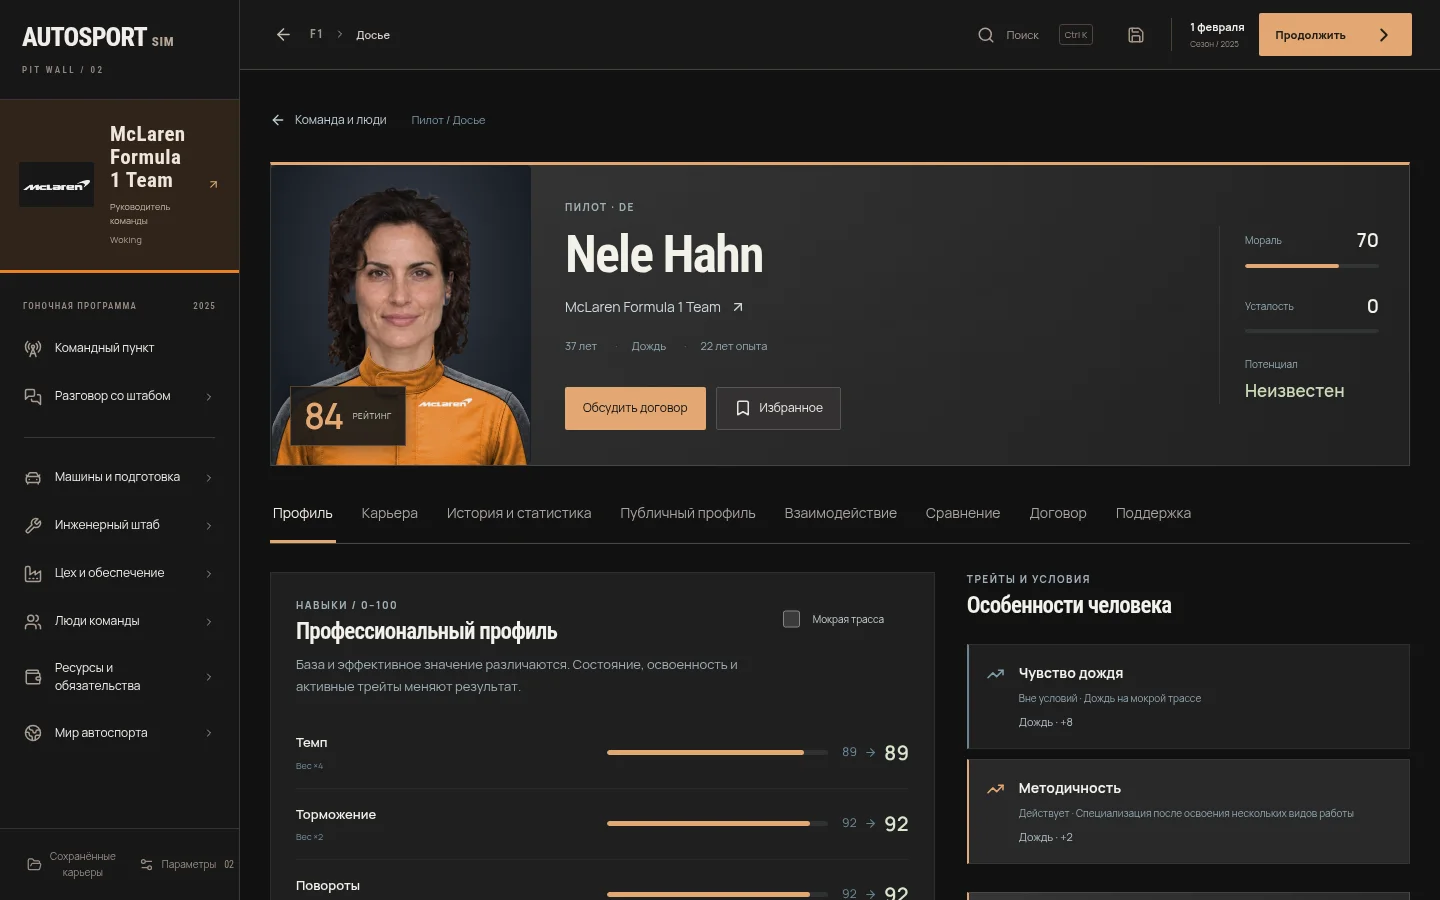 AUTOSPORT SIM
PIT WALL / 02
McLaren
McLaren
Formula
1 Team
Руководитель
команды
Woking
ГОНОЧНАЯ ПРОГРАММА 2025
Командный пункт
Разговор со штабом
Машины и подготовка
Инженерный штаб
Цех и обеспечение
Люди команды
Ресурсы и
обязательства
Мир автоспорта
Сохранённые
карьеры
Параметры 02
F1 Досье
Поиск Ctrl K
1 февраля
Сезон / 2025
Продолжить
Команда и люди Пилот / Досье
McLaren
84 РЕЙТИНГ
ПИЛОТ · DE
Nele Hahn
McLaren Formula 1 Team
37 лет · Дождь · 22 лет опыта
Обсудить договор Избранное
Мораль 70
Усталость 0
Потенциал
Неизвестен
Профиль Карьера История и статистика Публичный профиль Взаимодействие Сравнение Договор Поддержка
НАВЫКИ / 0–100
Профессиональный профиль
Мокрая трасса
База и эффективное значение различаются. Состояние, освоенность и
активные трейты меняют результат.
Темп
Вес ×4
89 → 89
Торможение
Вес ×2
92 → 92
Повороты
92 → 92
ТРЕЙТЫ И УСЛОВИЯ
Особенности человека
Чувство дождя
Вне условий · Дождь на мокрой трассе
Дождь · +8
Методичность
Действует · Специализация после освоения нескольких видов работы
Дождь · +2